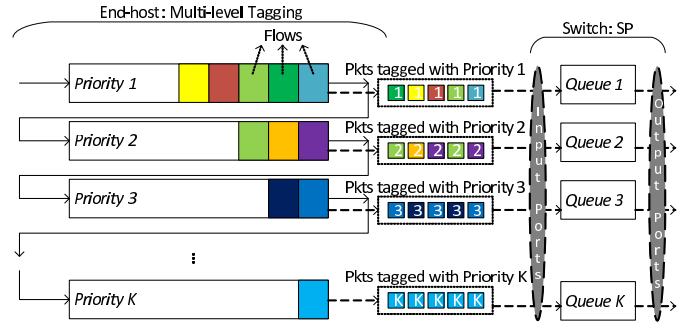 End-host: Multi-level Tagging
Switch: SP
Flows
Priority 1
Pkts tagged with Priority 1
1 1 1 1 1
Queue 1
Priority 2
Pkts tagged with Priority 2
2 2 2 2 2
Queue 2
Priority 3
Pkts tagged with Priority 3
3 3 3 3 3
Queue 3
...
Priority K
Pkts tagged with Priority K
K K K K K
Queue K
Input Ports
Output Ports